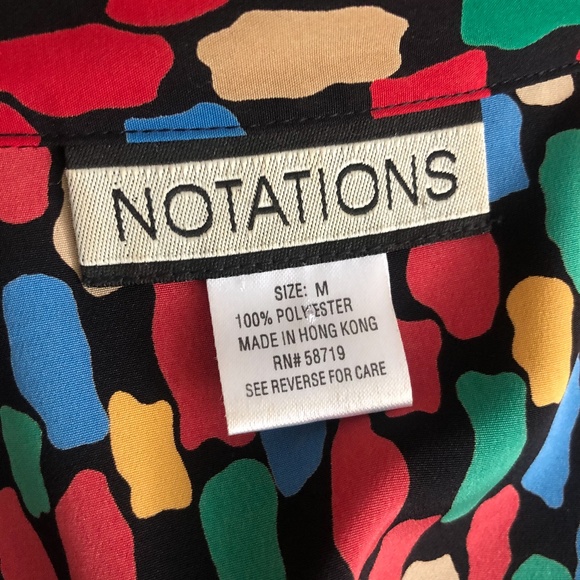 NOTATIONS
SIZE: M
100% POLYESTER
MADE IN HONG KONG
RN# 58719
SEE REVERSE FOR CARE